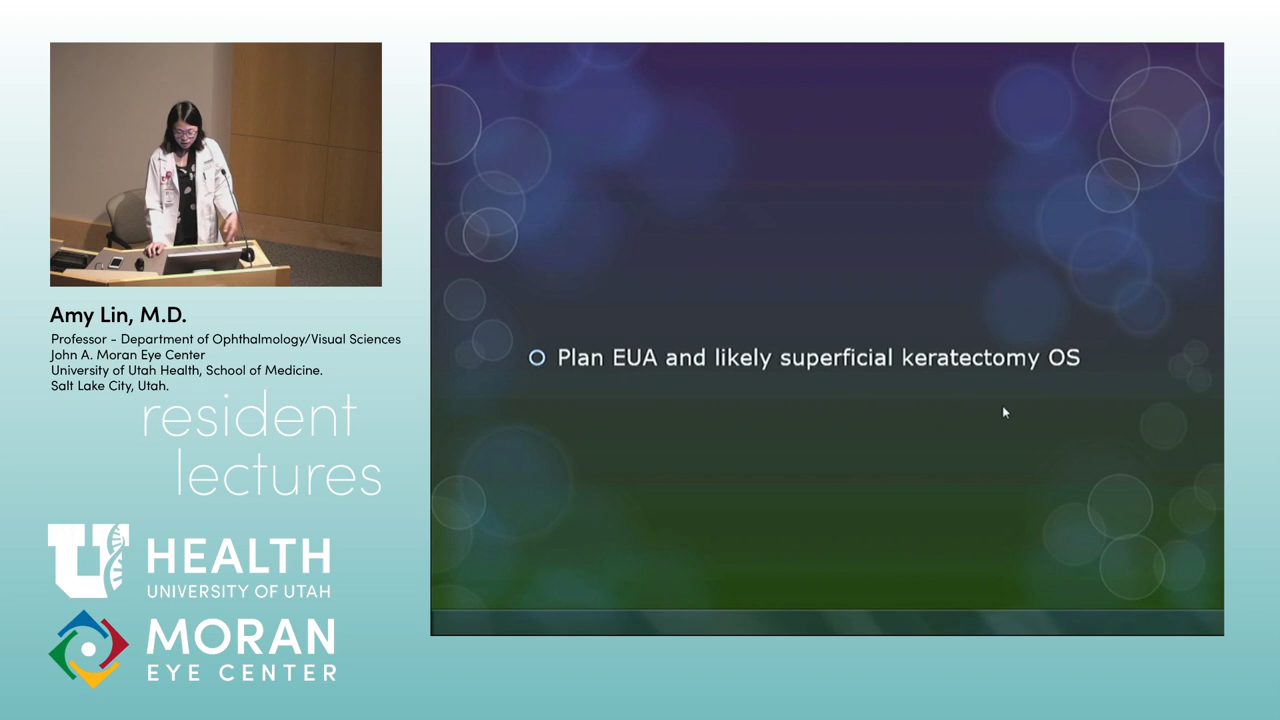 Amy Lin, M.D.
Professor - Department of Ophthalmology/Visual Sciences
John A. Moran Eye Center
University of Utah Health, School of Medicine.
Salt Lake City, Utah.
resident
lectures
U HEALTH
UNIVERSITY OF UTAH
MORAN
EYE CENTER
Plan EUA and likely superficial keratectomy OS